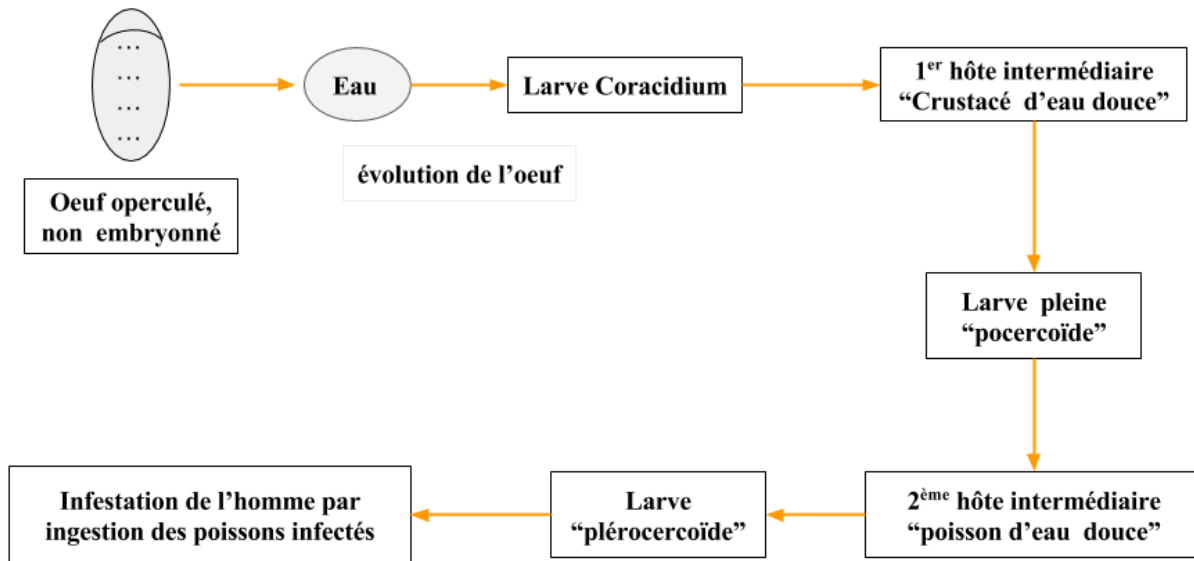 Oeuf operculé,
non embryonné
Eau
évolution de l’oeuf
Larve Coracidium
1er hôte intermédiaire
“Crustacé d’eau douce”
Larve pleine
“pocercoïde”
2ème hôte intermédiaire
“poisson d’eau douce”
Larve
“plérocercoïde”
Infestation de l’homme par
ingestion des poissons infectés